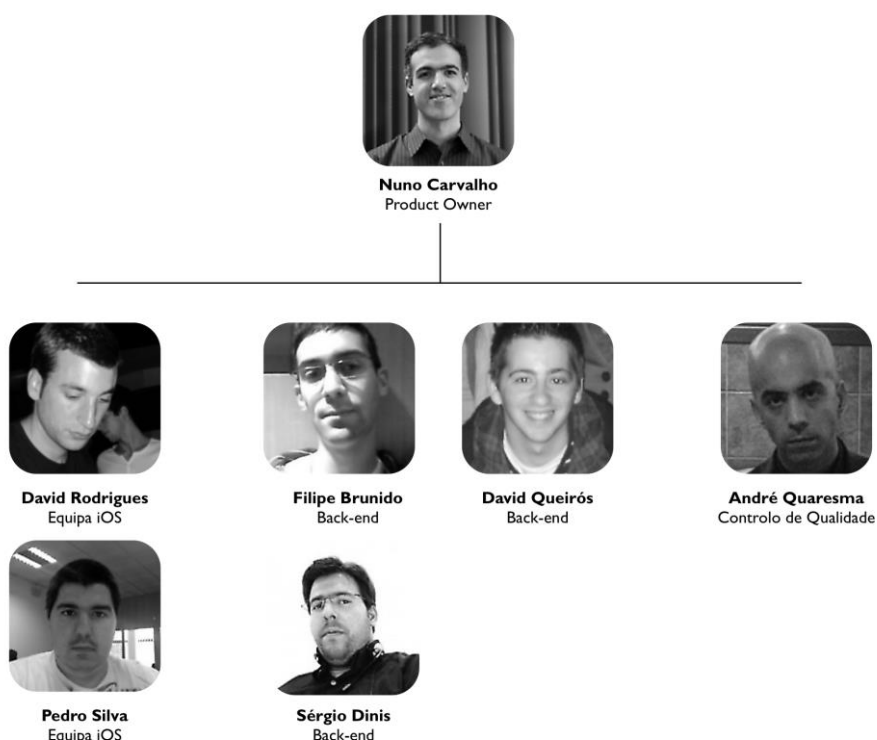 Nuno Carvalho
Product Owner
David Rodrigues
Equipa iOS
Filipe Brunido
Back-end
David Queirós
Back-end
André Quaresma
Controlo de Qualidade
Pedro Silva
Equipa iOS
Sérgio Dinis
Back-end